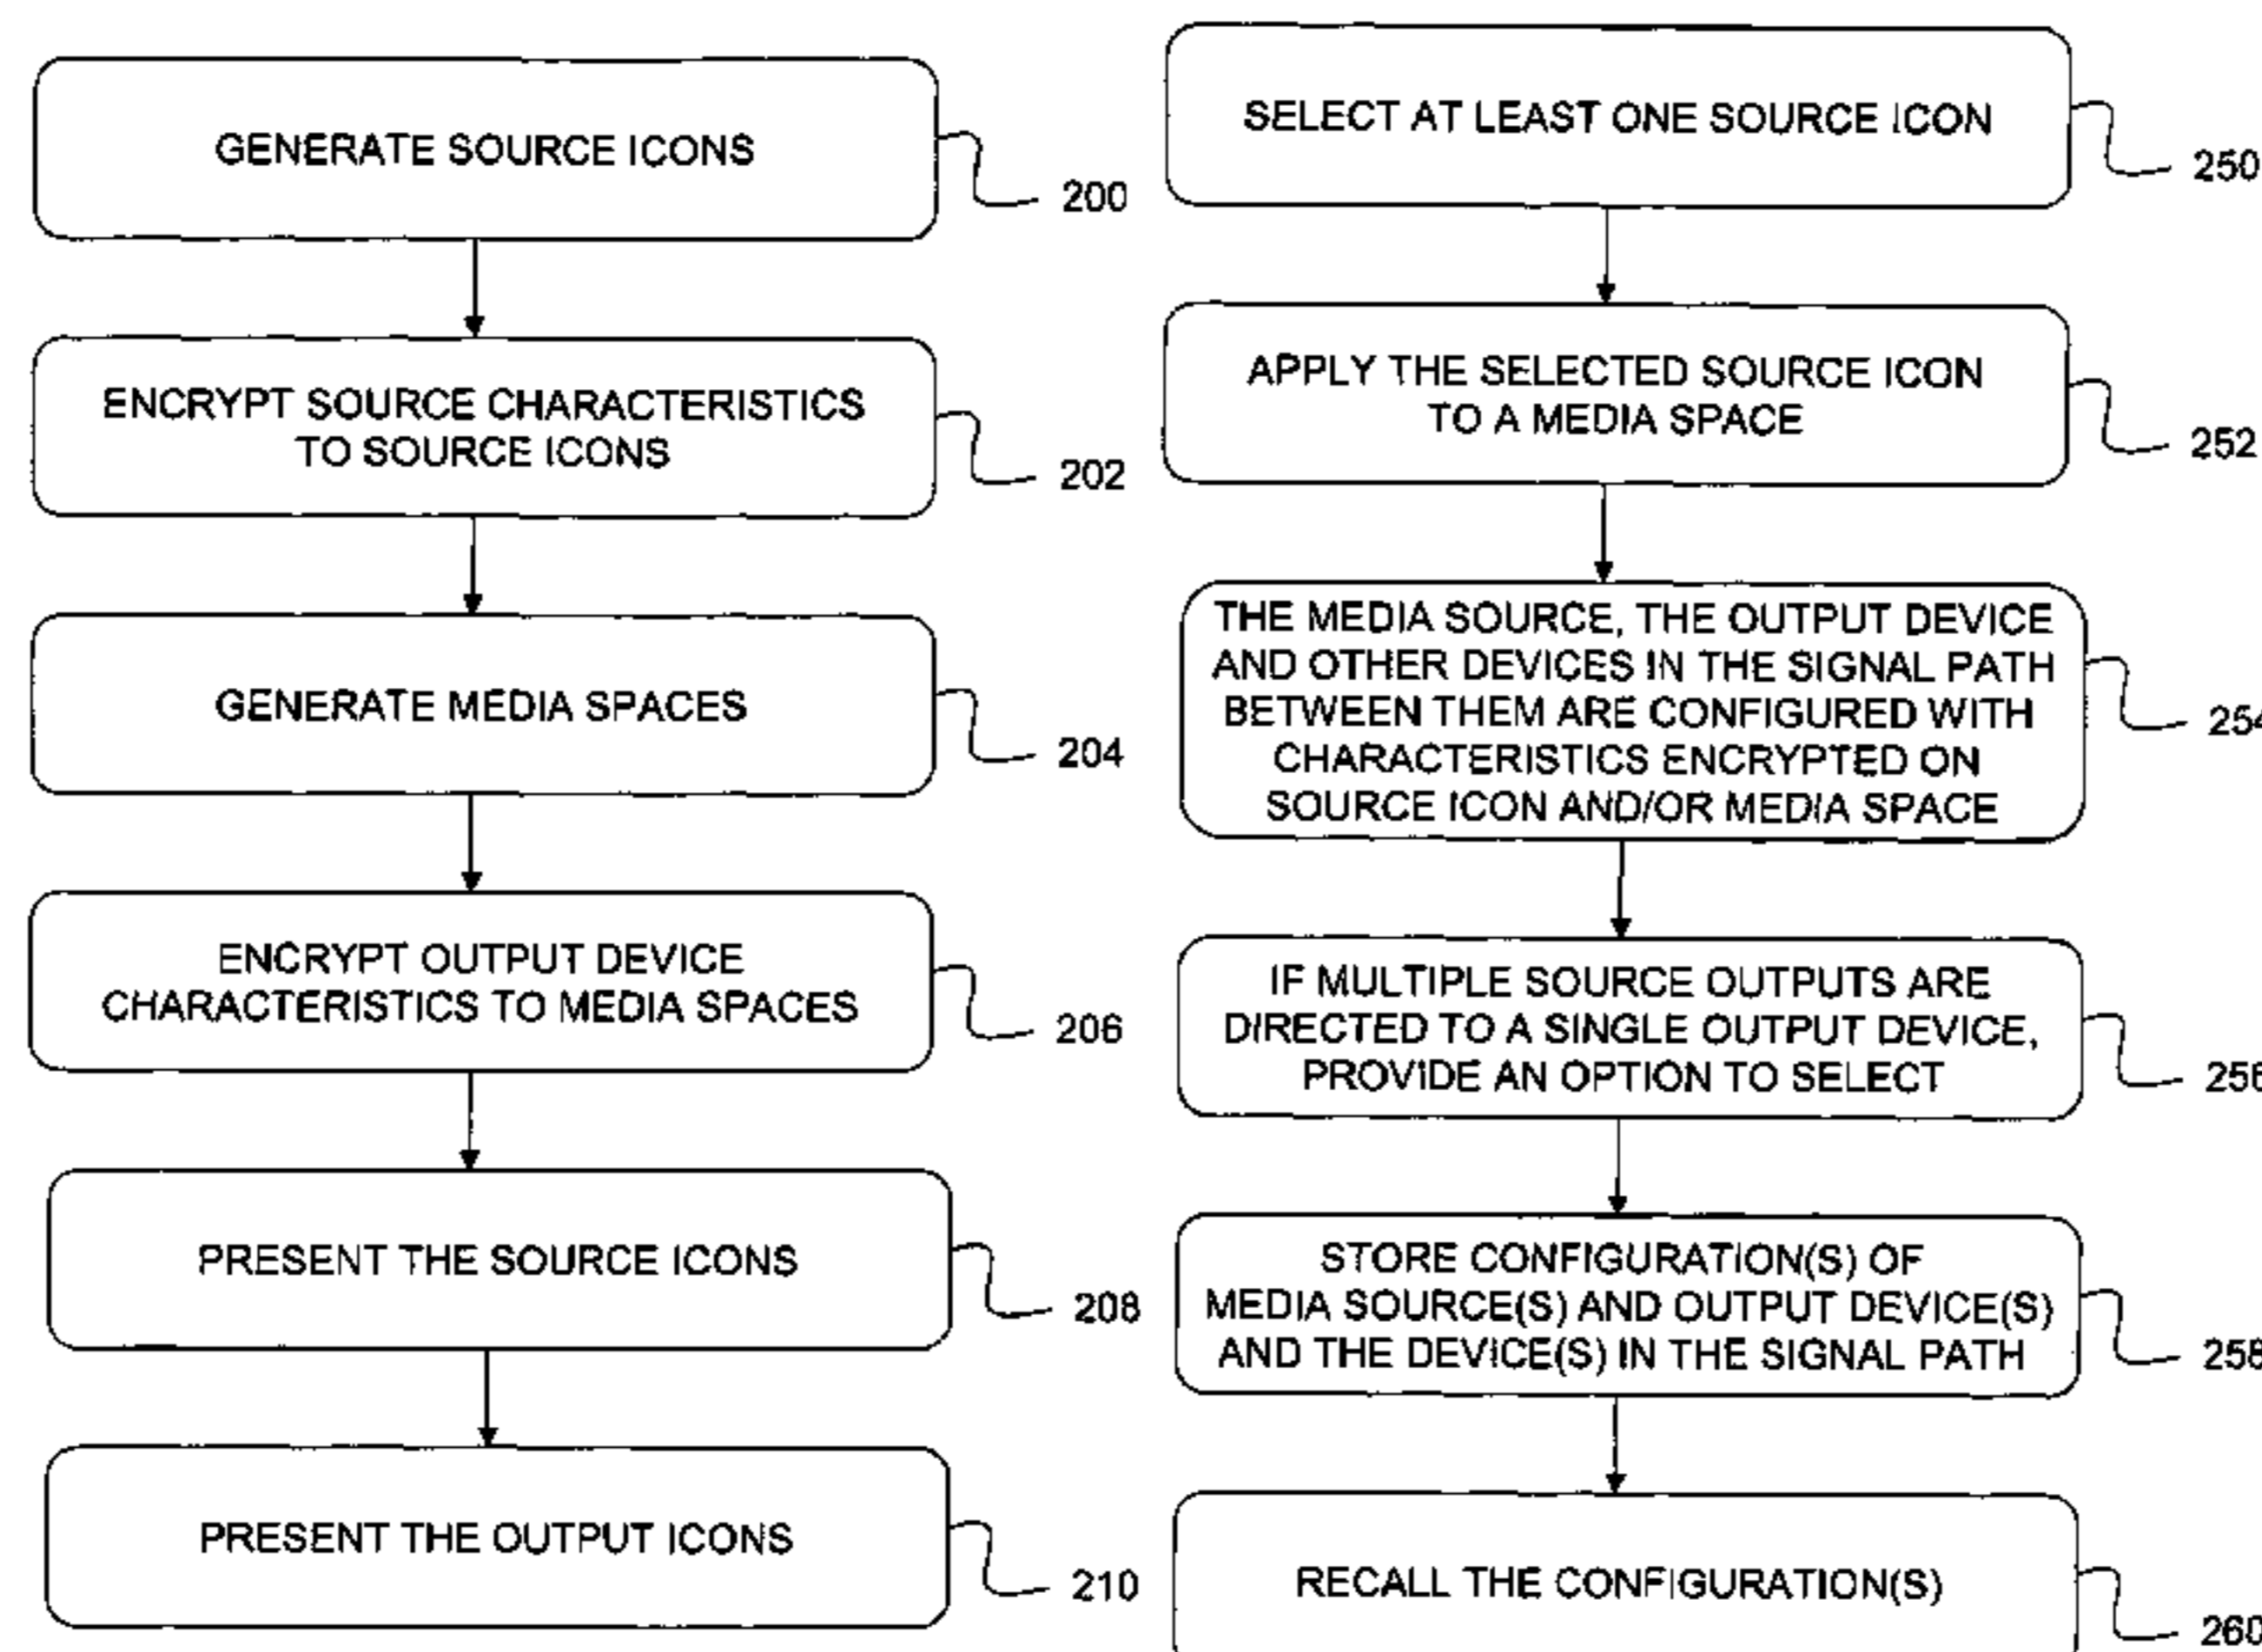 GENERATE SOURCE ICONS
200
ENCRYPT SOURCE CHARACTERISTICS
TO SOURCE ICONS
202
GENERATE MEDIA SPACES
204
ENCRYPT OUTPUT DEVICE
CHARACTERISTICS TO MEDIA SPACES
206
PRESENT THE SOURCE ICONS
208
PRESENT THE OUTPUT ICONS
210
SELECT AT LEAST ONE SOURCE ICON
250
APPLY THE SELECTED SOURCE ICON
TO A MEDIA SPACE
252
THE MEDIA SOURCE, THE OUTPUT DEVICE
AND OTHER DEVICES IN THE SIGNAL PATH
BETWEEN THEM ARE CONFIGURED WITH
CHARACTERISTICS ENCRYPTED ON
SOURCE ICON AND/OR MEDIA SPACE
254
IF MULTIPLE SOURCE OUTPUTS ARE
DIRECTED TO A SINGLE OUTPUT DEVICE,
PROVIDE AN OPTION TO SELECT
256
STORE CONFIGURATION(S) OF
MEDIA SOURCE(S) AND OUTPUT DEVICE(S)
AND THE DEVICE(S) IN THE SIGNAL PATH
258
RECALL THE CONFIGURATION(S)
260